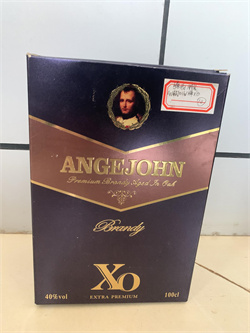 ANGEJOHN
Premium Brandy Aged In Oak
Brandy
XO
40%vol
EXTRA PREMIUM
100cl